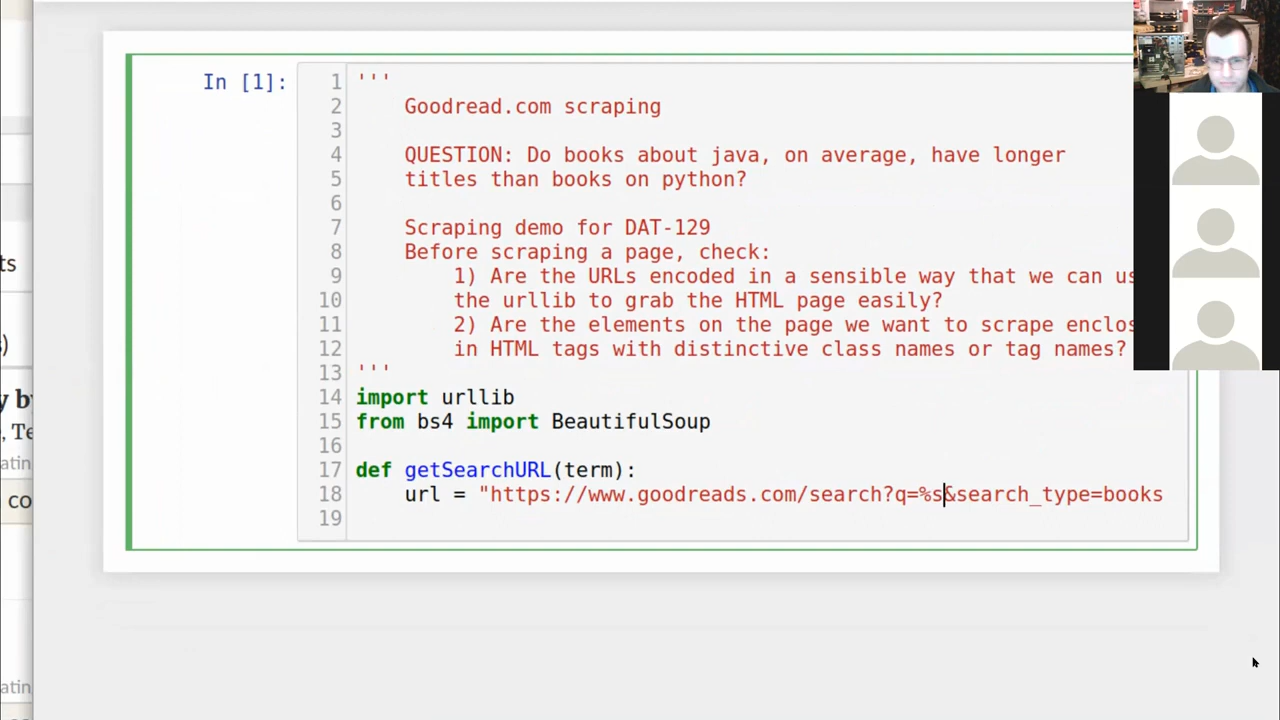 In [1]:
1 '''
2 Goodread.com scraping
3
4 QUESTION: Do books about java, on average, have longer
5 titles than books on python?
6
7 Scraping demo for DAT-129
8 Before scraping a page, check:
9 1) Are the URLs encoded in a sensible way that we can us
10 the urllib to grab the HTML page easily?
11 2) Are the elements on the page we want to scrape enclos
12 in HTML tags with distinctive class names or tag names?
13 '''
14 import urllib
15 from bs4 import BeautifulSoup
16
17 def getSearchURL(term):
18 url = "https://www.goodreads.com/search?q=%s&search_type=books
19
ts
)
y b
, Te
atin
co
atin